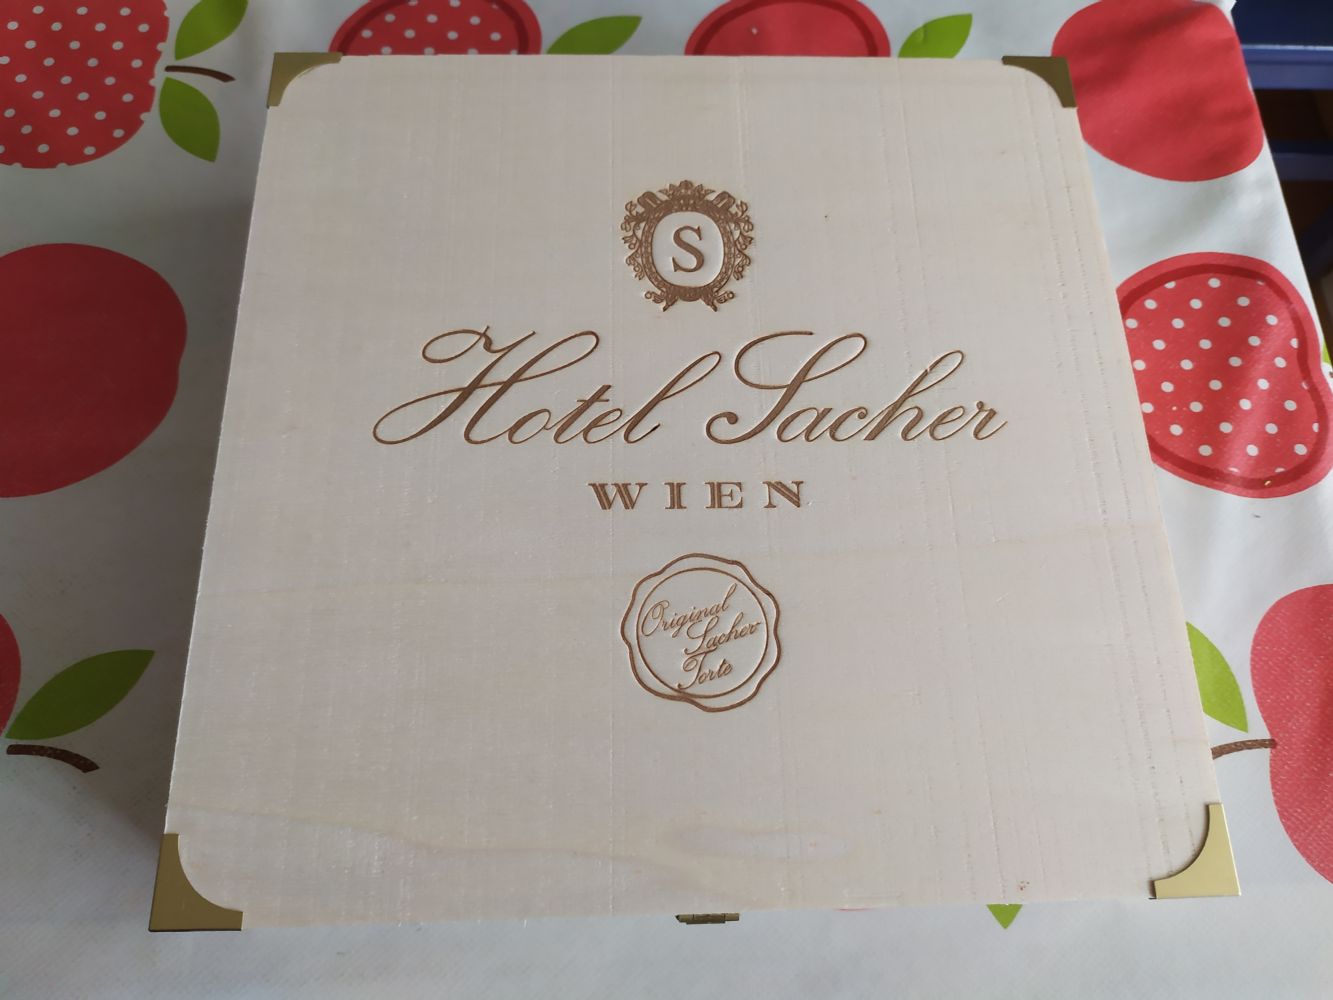 S
Hotel Sacher
WIEN
Original
Sacher
Torte